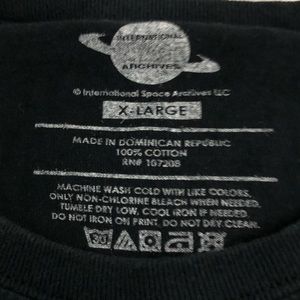 INTERNATIONAL
ARCHIVES
© International Space Archives LLC
X-LARGE
MADE IN DOMINICAN REPUBLIC
100% COTTON
RN# 107208
MACHINE WASH COLD WITH LIKE COLORS,
ONLY NON-CHLORINE BLEACH WHEN NEEDED.
TUMBLE DRY LOW. COOL IRON IF NEEDED.
DO NOT IRON ON PRINT. DO NOT DRY CLEAN.
30